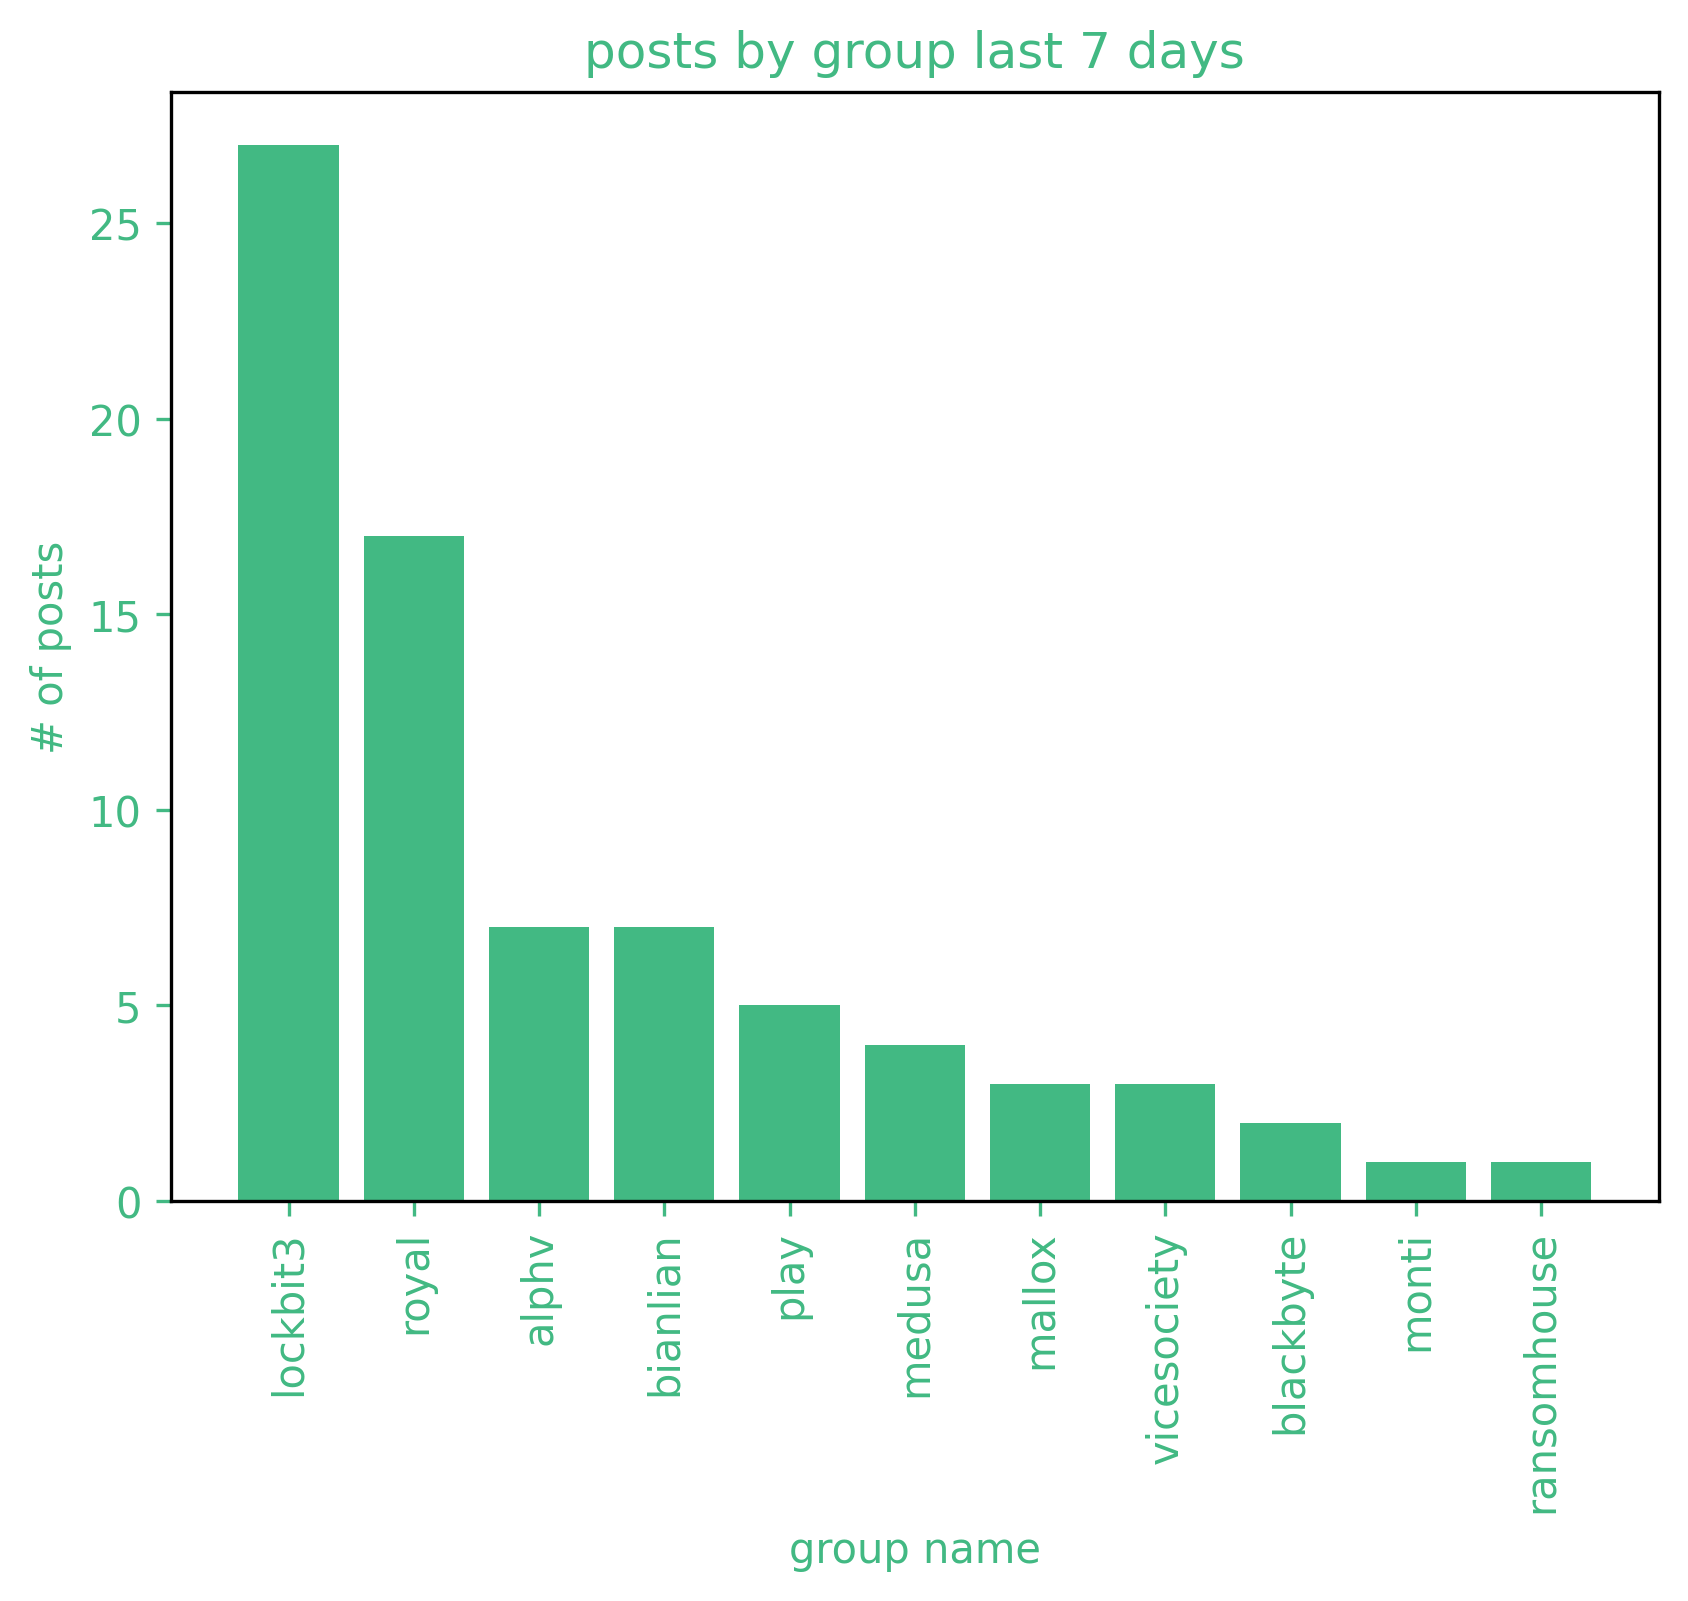 posts by group last 7 days
# of posts
25
20
15
10
5
0
lockbit3
royal
alphv
bianlian
play
medusa
mallox
vicesociety
blackbyte
monti
ransomhouse
group name